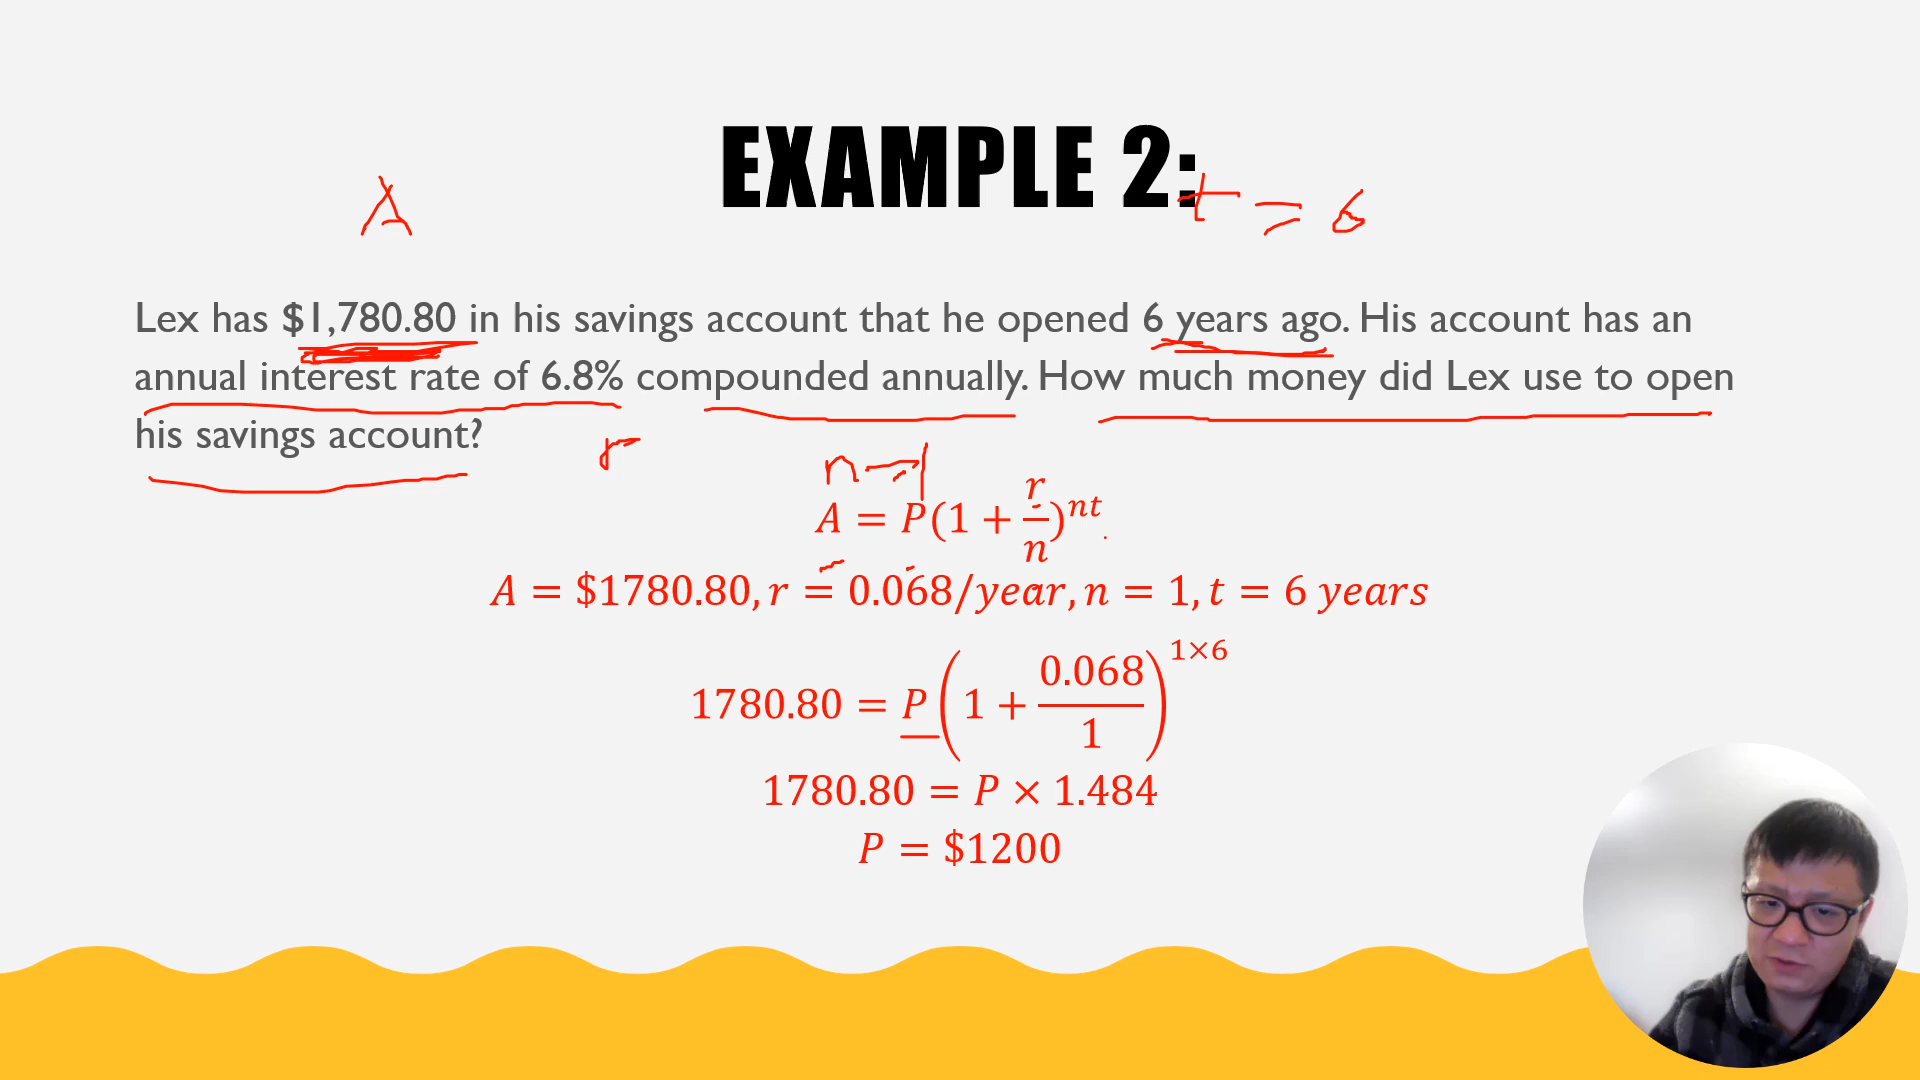 EXAMPLE 2:
A
t = 6
Lex has $1,780.80 in his savings account that he opened 6 years ago. His account has an
annual interest rate of 6.8% compounded annually. How much money did Lex use to open
his savings account?
r
n → 1
A = P(1 + r/n)^nt
A = $1780.80, r = 0.068/year, n = 1, t = 6 years
1780.80 = P(1 + 0.068/1)^1×6
1780.80 = P × 1.484
P = $1200